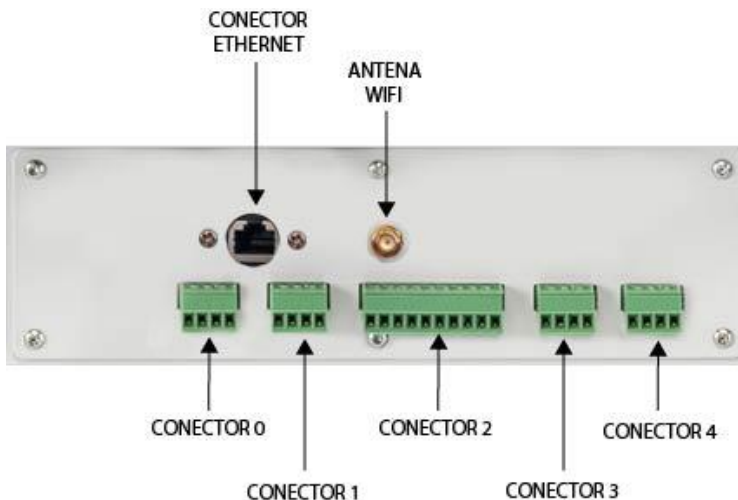 CONECTOR
ETHERNET
ANTENA
WIFI
CONECTOR 0
CONECTOR 2
CONECTOR 4
CONECTOR 1
CONECTOR 3